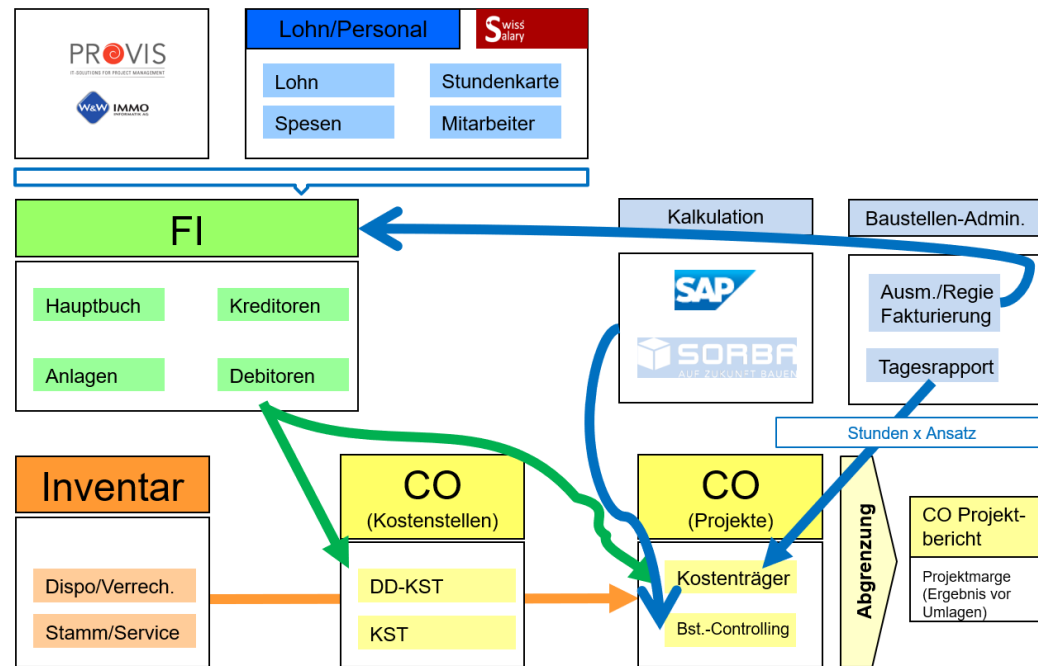 PROVIS
IT-SOLUTIONS FOR PROJECT MANAGEMENT
W&W IMMO
INFORMATIK AG
Lohn/Personal
Swiss
Salary
Lohn
Stundenkarte
Spesen
Mitarbeiter
FI
Hauptbuch
Kreditoren
Anlagen
Debitoren
Kalkulation
SAP
SORBA
AUF ZUKUNFT BAUEN
Baustellen-Admin.
Ausm./Regie
Fakturierung
Tagesrapport
Stunden x Ansatz
Inventar
Dispo/Verrech.
Stamm/Service
CO
(Kostenstellen)
DD-KST
KST
CO
(Projekte)
Kostenträger
Bst.-Controlling
Abgrenzung
CO Projekt-
bericht
Projektmarge
(Ergebnis vor
Umlagen)